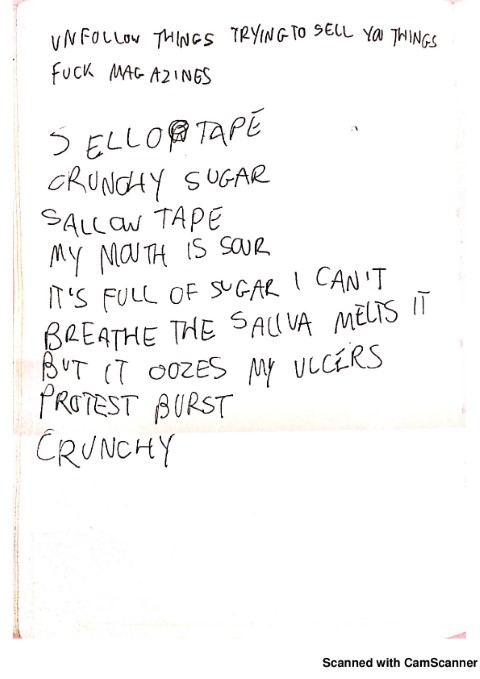 UNFOLLOW THINGS TRYING TO SELL YOU THINGS
FUCK MAGAZINES
SELLO TAPE
CRUNCHY SUGAR
SALLOW TAPE
MY MOUTH IS SOUR
IT'S FULL OF SUGAR I CAN'T
BREATHE THE SALIVA MELTS IT
BUT IT OOZES MY ULCERS
PROTEST BURST
CRUNCHY
Scanned with CamScanner